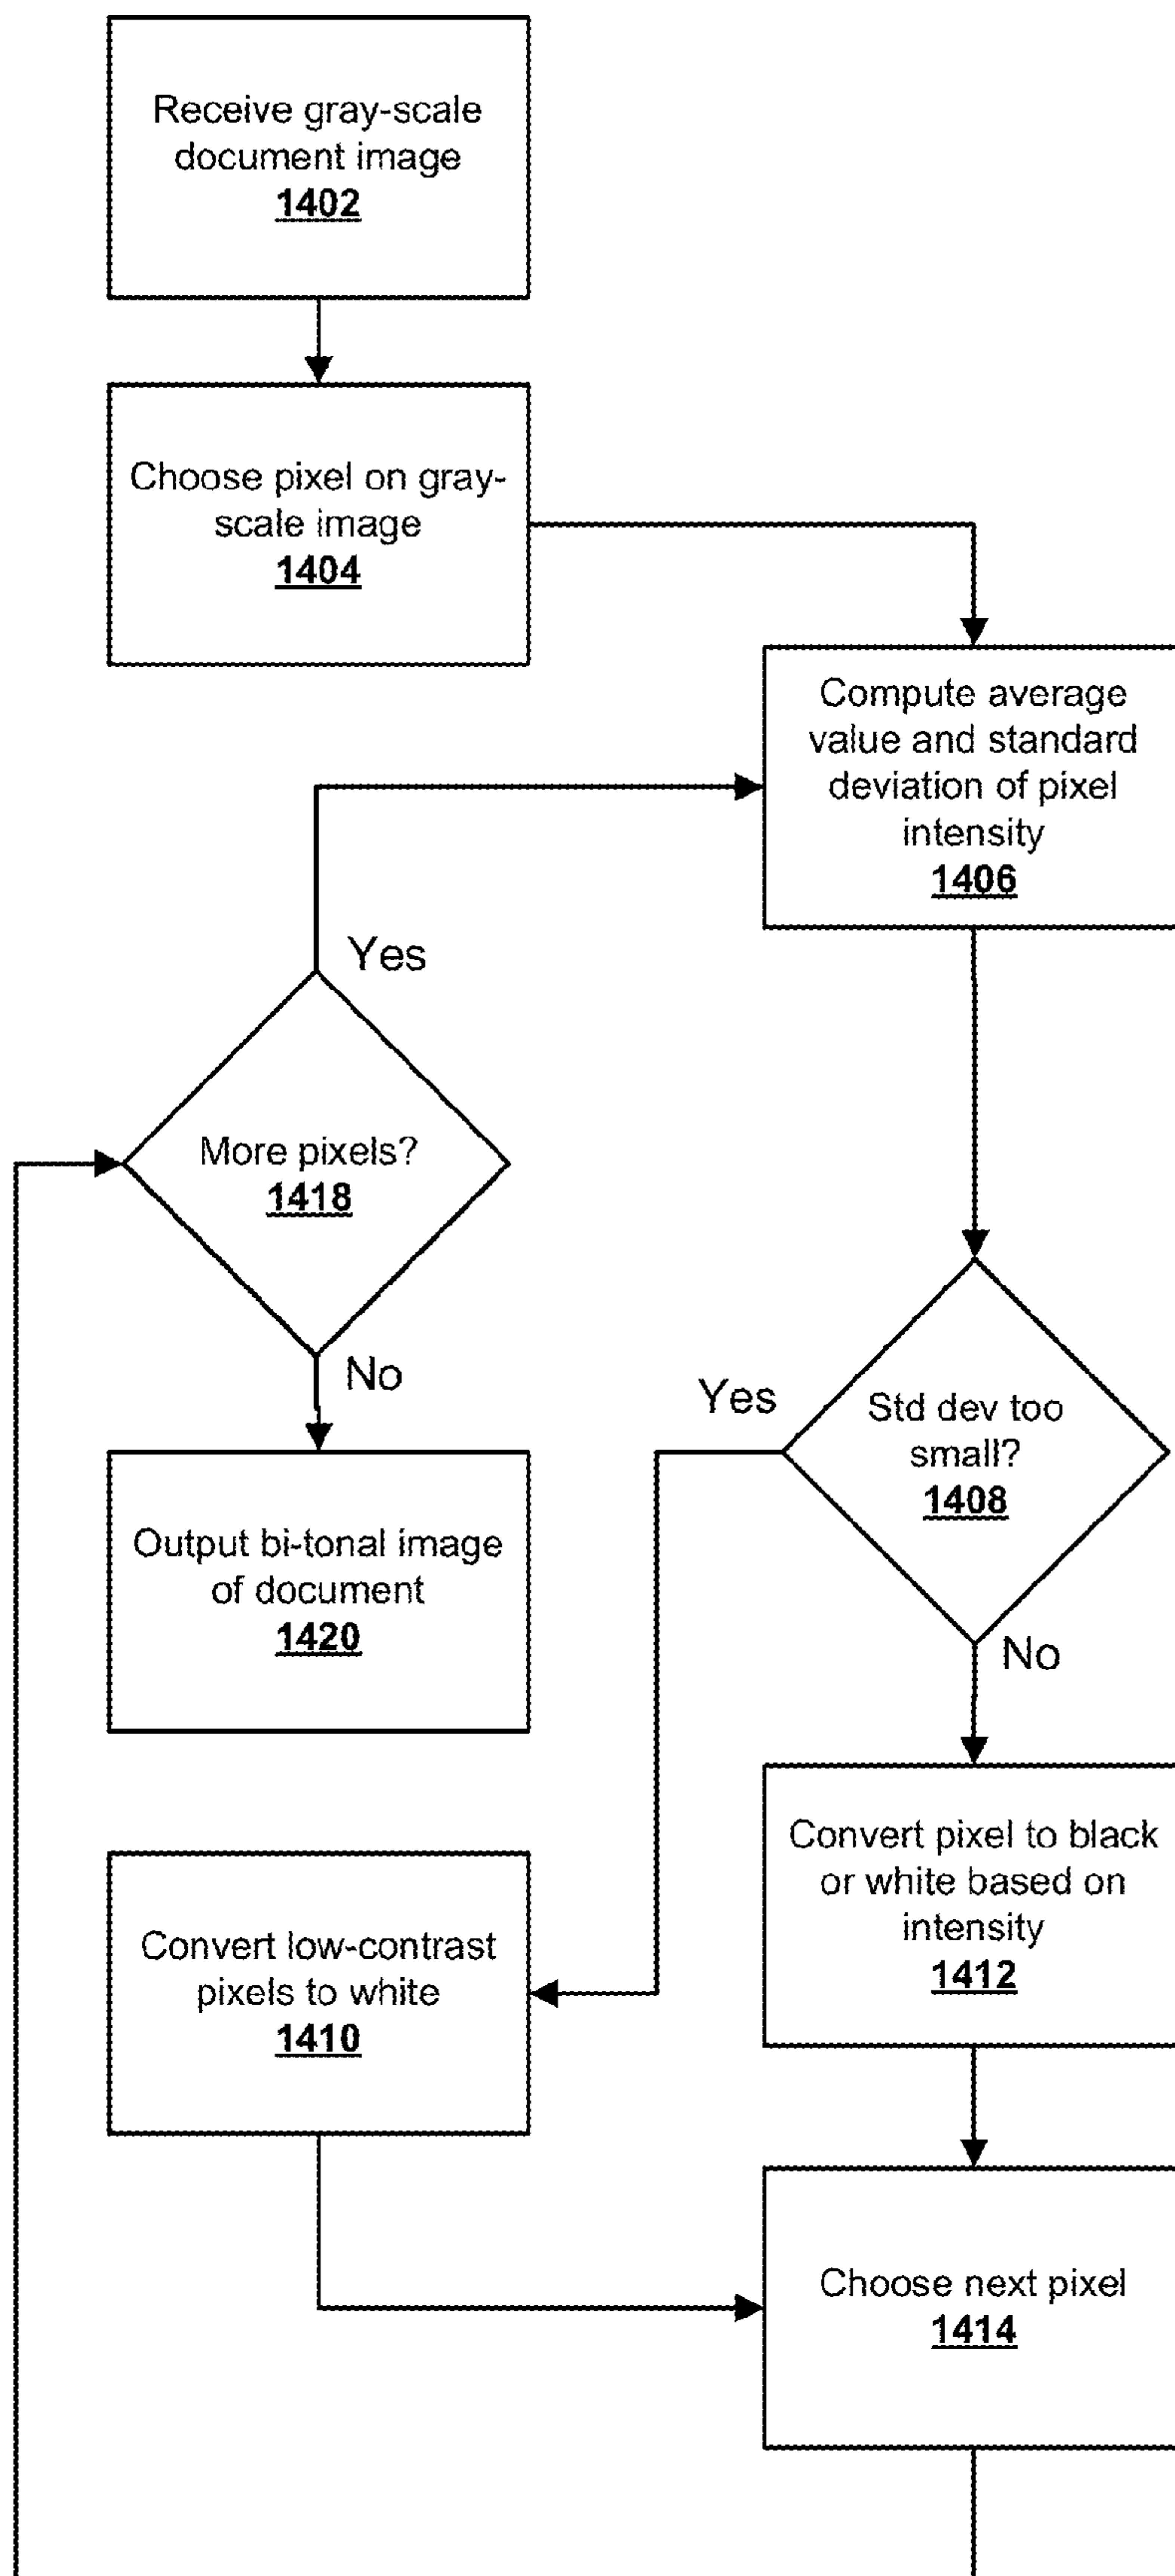 Receive gray-scale
document image
1402
Choose pixel on gray-
scale image
1404
Compute average
value and standard
deviation of pixel
intensity
1406
Yes
More pixels?
1418
No
Yes
Std dev too
small?
1408
No
Output bi-tonal image
of document
1420
Convert pixel to black
or white based on
intensity
1412
Convert low-contrast
pixels to white
1410
Choose next pixel
1414